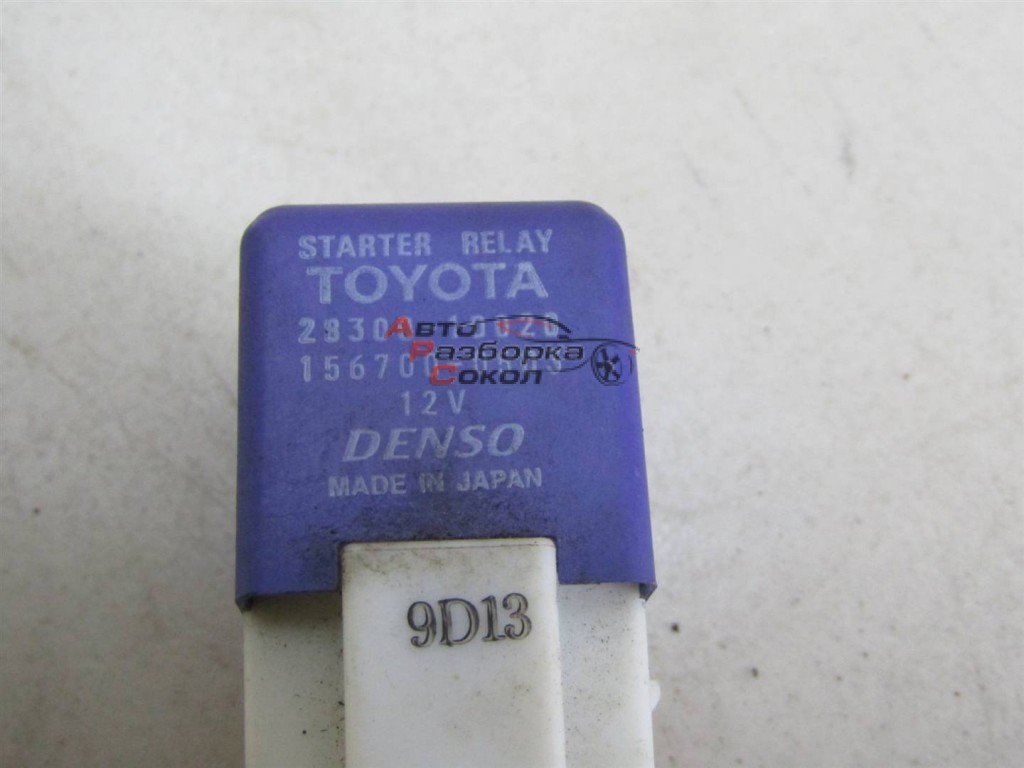 STARTER RELAY
TOYOTA
12V
DENSO
MADE IN JAPAN
9D13
Авто
Разборка
Сокол